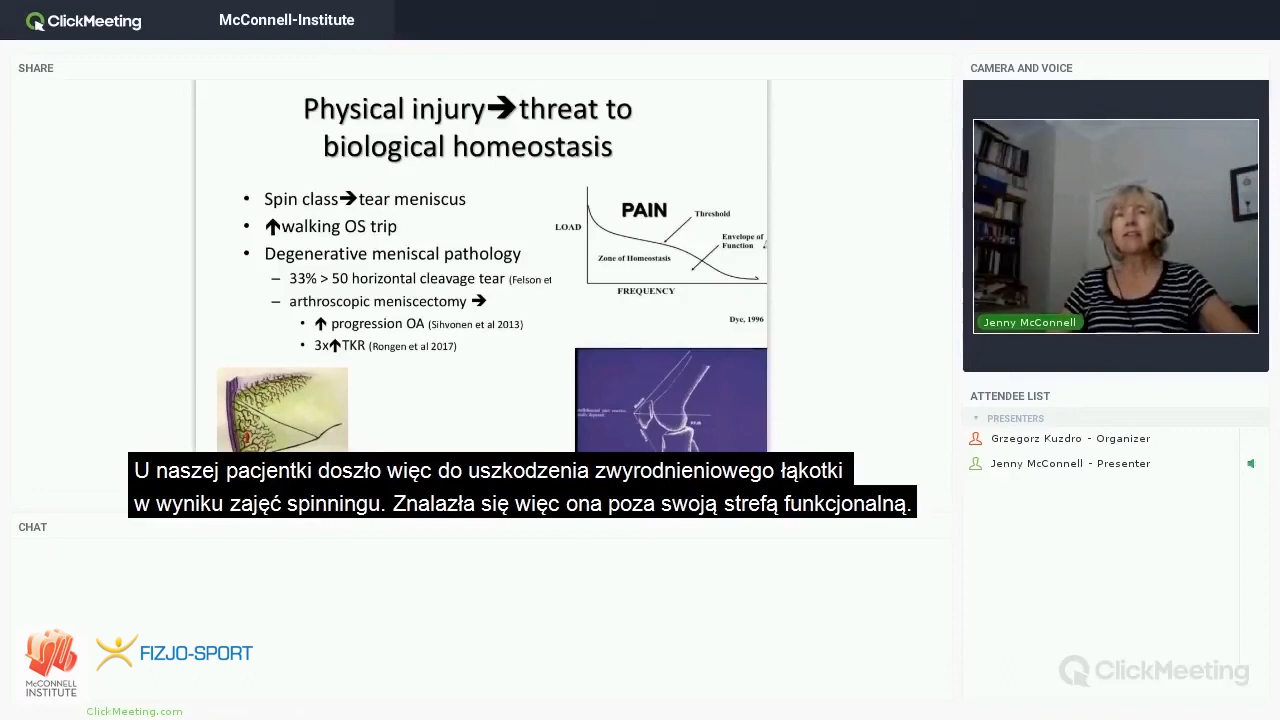 ClickMeeting
McConnell-Institute
SHARE
Physical injury➔threat to
biological homeostasis
• Spin class➔tear meniscus
• 🡅walking OS trip
• Degenerative meniscal pathology
– 33% > 50 horizontal cleavage tear (Felson et
– arthroscopic meniscectomy ➔
• 🡅 progression OA (Sihvonen et al 2013)
• 3x🡅TKR (Rongen et al 2017)
PAIN
Threshold
LOAD
Envelope of
Function
Zone of Homeostasis
FREQUENCY
Dye, 1996
U naszej pacjentki doszło więc do uszkodzenia zwyrodnieniowego łąkotki
w wyniku zajęć spinningu. Znalazła się więc ona poza swoją strefą funkcjonalną.
CAMERA AND VOICE
Jenny McConnell
ATTENDEE LIST
PRESENTERS
Grzegorz Kuzdro - Organizer
Jenny McConnell - Presenter
CHAT
McCONNELL
INSTITUTE
FIZJO-SPORT
ClickMeeting
ClickMeeting.com